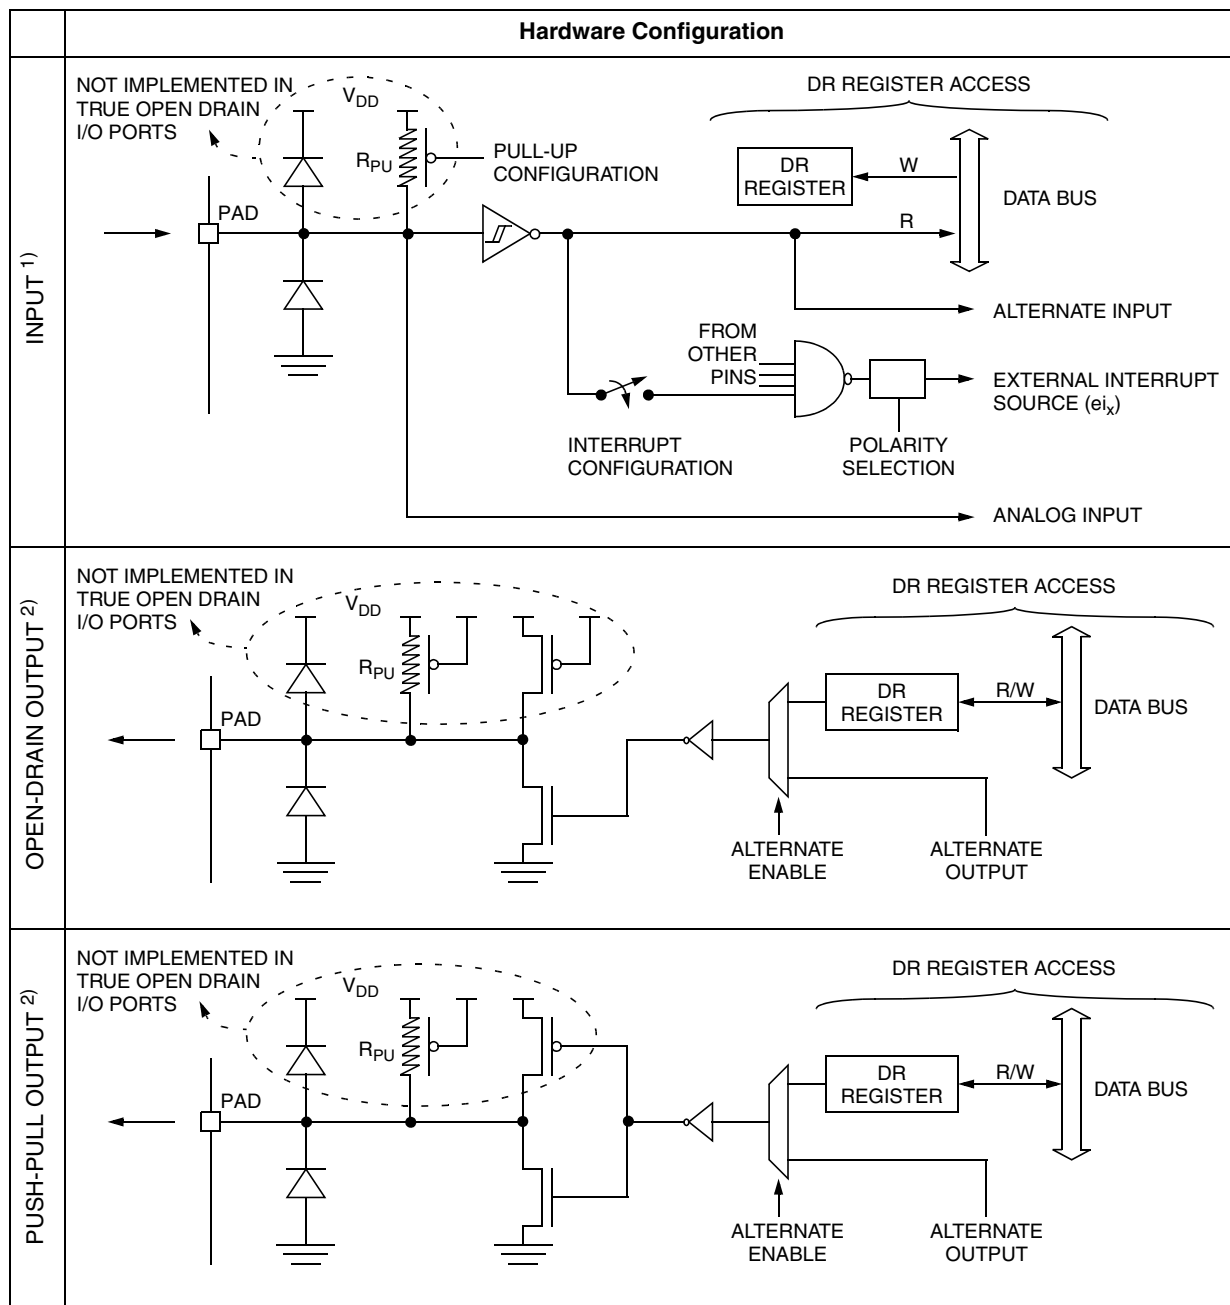 Hardware Configuration
INPUT 1)
NOT IMPLEMENTED IN
TRUE OPEN DRAIN
I/O PORTS
VDD
RPU
PULL-UP
CONFIGURATION
PAD
DR REGISTER ACCESS
DR
REGISTER
W
R
DATA BUS
ALTERNATE INPUT
FROM
OTHER
PINS
EXTERNAL INTERRUPT
SOURCE (eix)
INTERRUPT
CONFIGURATION
POLARITY
SELECTION
ANALOG INPUT
OPEN-DRAIN OUTPUT 2)
NOT IMPLEMENTED IN
TRUE OPEN DRAIN
I/O PORTS
VDD
RPU
PAD
DR REGISTER ACCESS
DR
REGISTER
R/W
DATA BUS
ALTERNATE
ENABLE
ALTERNATE
OUTPUT
PUSH-PULL OUTPUT 2)
NOT IMPLEMENTED IN
TRUE OPEN DRAIN
I/O PORTS
VDD
RPU
PAD
DR REGISTER ACCESS
DR
REGISTER
R/W
DATA BUS
ALTERNATE
ENABLE
ALTERNATE
OUTPUT